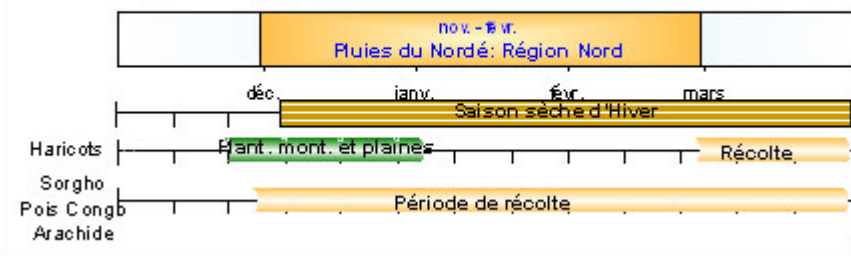 nov. - févr.
Pluies du Nordé: Région Nord
déc. janv. févr. mars
Saison sèche d'Hiver
Haricots Plant. mont. et plaines Récolte
Sorgho
Pois Congo Période de récolte
Arachide